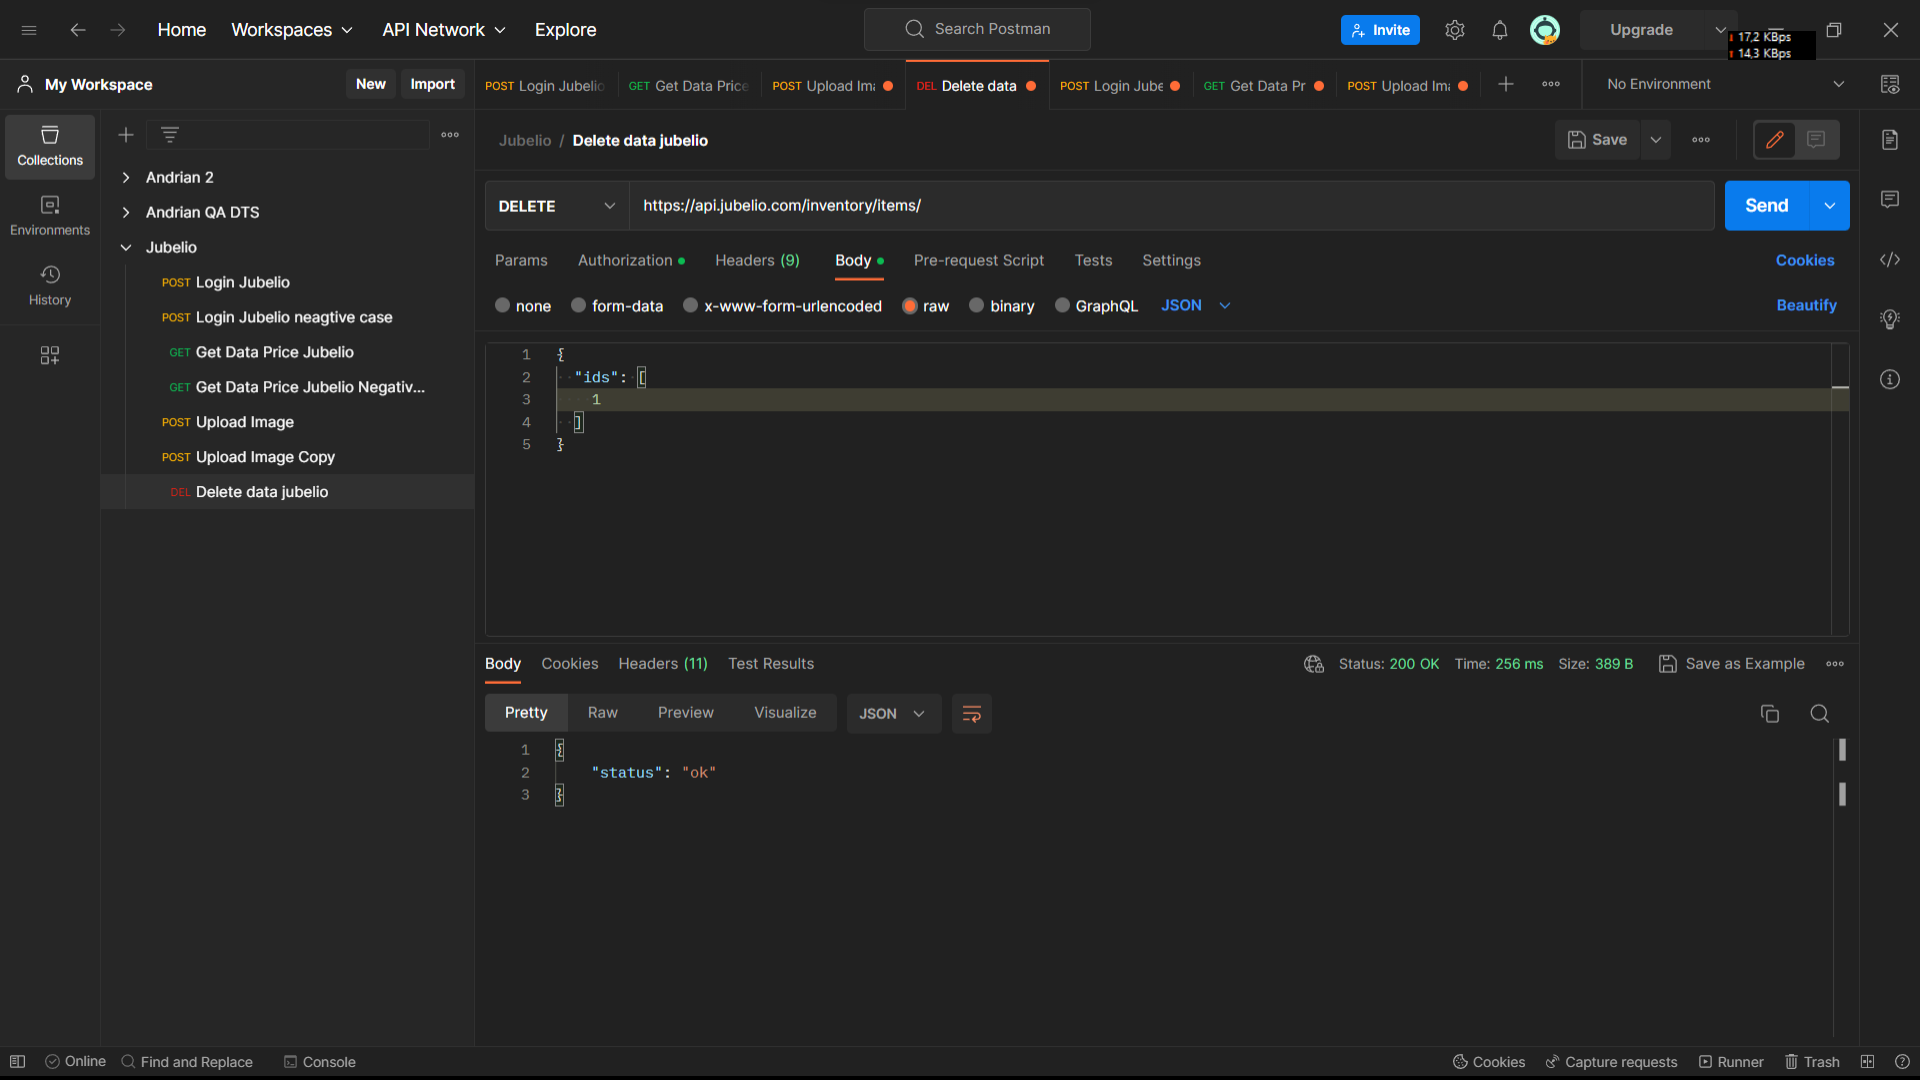 Home
Workspaces
API Network
Explore
Search Postman
Invite
Upgrade
17,2 KBps
14,3 KBps
My Workspace
New
Import
POST Login Jubelio
GET Get Data Price
POST Upload Ima
DEL Delete data
POST Login Jube
GET Get Data Pr
POST Upload Ima
No Environment
Collections
Environments
History
Andrian 2
Andrian QA DTS
Jubelio
POST Login Jubelio
POST Login Jubelio neagtive case
GET Get Data Price Jubelio
GET Get Data Price Jubelio Negativ...
POST Upload Image
POST Upload Image Copy
DEL Delete data jubelio
Jubelio / Delete data jubelio
Save
DELETE
https://api.jubelio.com/inventory/items/
Send
Params
Authorization
Headers (9)
Body
Pre-request Script
Tests
Settings
Cookies
none
form-data
x-www-form-urlencoded
raw
binary
GraphQL
JSON
Beautify
1 {
2 "ids": [
3 1
4 ]
5 }
Body
Cookies
Headers (11)
Test Results
Status: 200 OK
Time: 256 ms
Size: 389 B
Save as Example
Pretty
Raw
Preview
Visualize
JSON
1 {
2 "status": "ok"
3 }
Online
Find and Replace
Console
Cookies
Capture requests
Runner
Trash